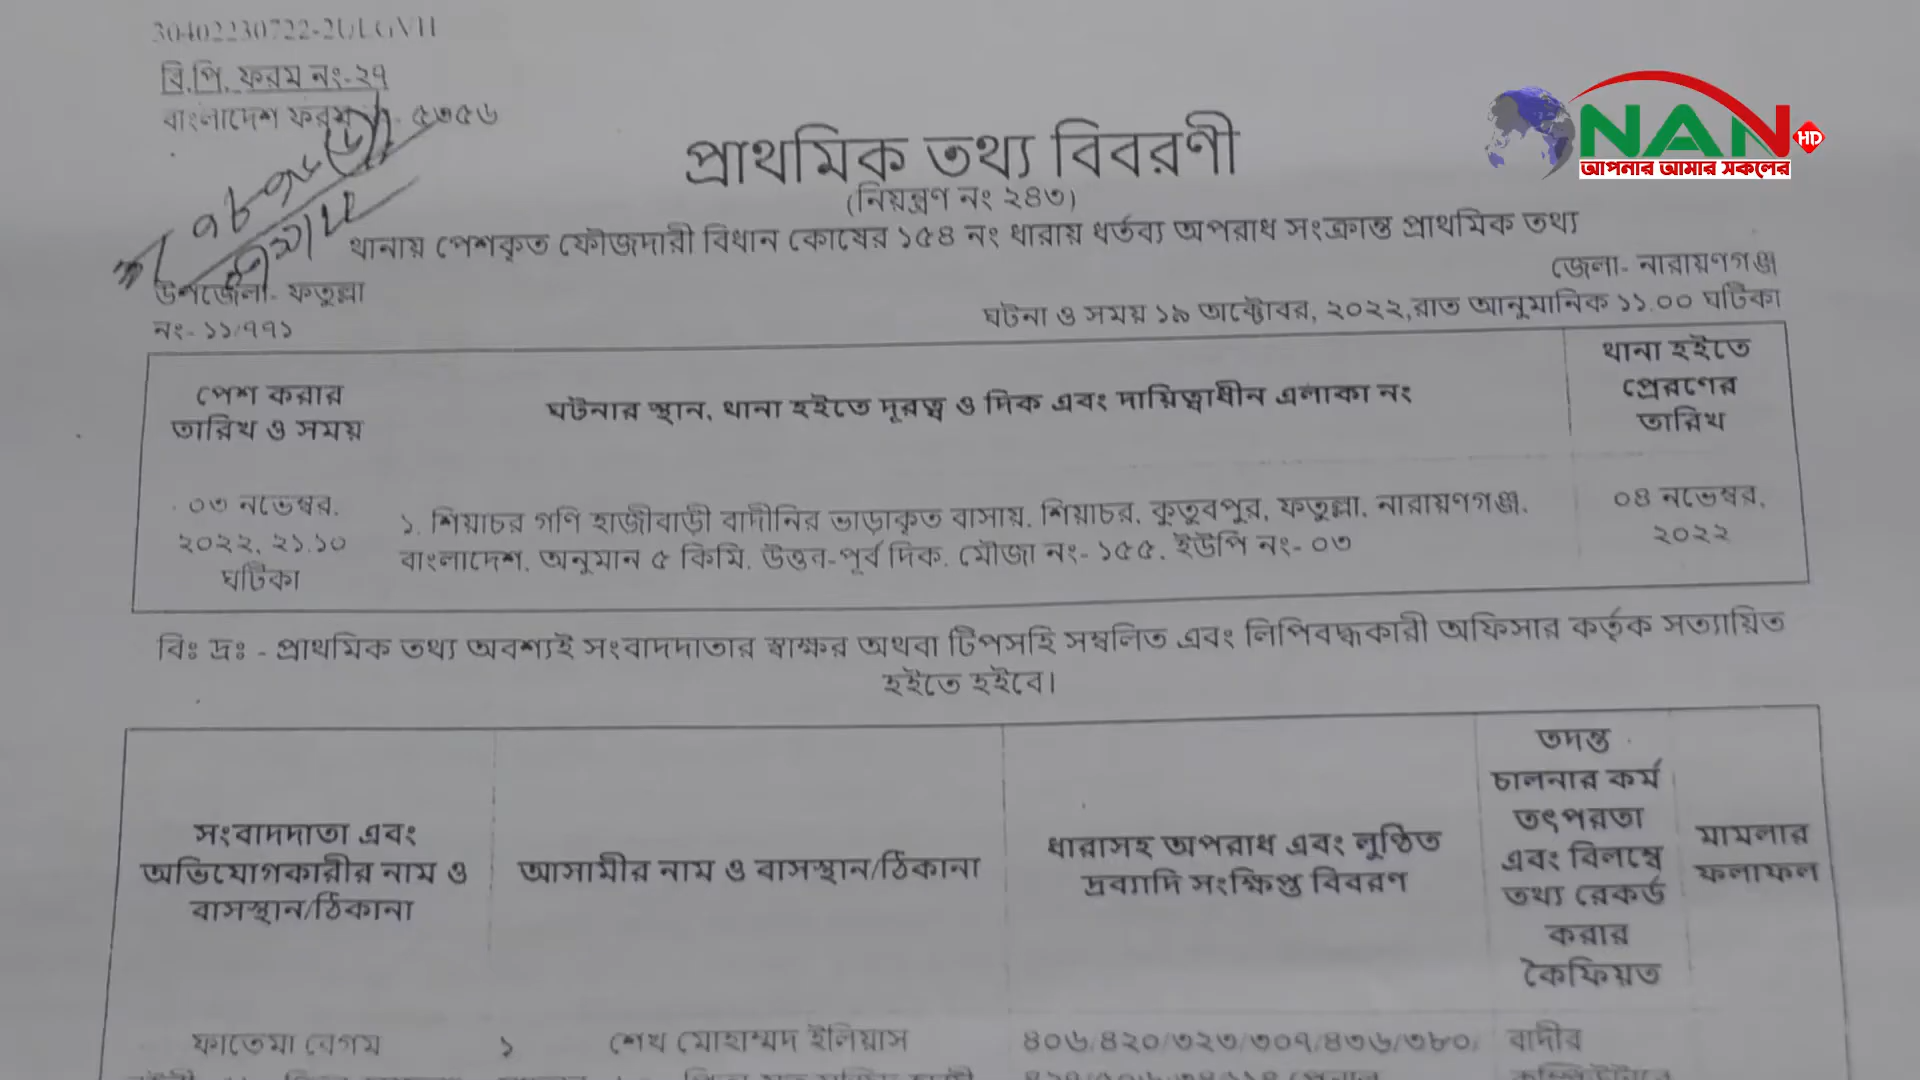 বি.পি. ফরম নং-২৭
বাংলাদেশ ফরম - ৫৩৫৬
NAN HD
আপনার আমার সকলের
প্রাথমিক তথ্য বিবরণী
(নিয়ন্ত্রণ নং ২৪৩)
থানায় পেশকৃত ফৌজদারী বিধান কোষের ১৫৪ নং ধারায় ধর্তব্য অপরাধ সংক্রান্ত প্রাথমিক তথ্য
উপজেলা- ফতুল্লা
জেলা- নারায়ণগঞ্জ
নং- ১১/৭৭১
ঘটনা ও সময় ১৯ অক্টোবর, ২০২২,রাত আনুমানিক ১১.০০ ঘটিকা
পেশ করার
তারিখ ও সময়
ঘটনার স্থান, থানা হইতে দূরত্ব ও দিক এবং দায়িত্বাধীন এলাকা নং
থানা হইতে
প্রেরণের
তারিখ
০৩ নভেম্বর,
২০২২, ২১.১০
ঘটিকা
১. শিয়াচর গণি হাজীবাড়ী বাদীনির ভাড়াকৃত বাসায়, শিয়াচর, কুতুবপুর, ফতুল্লা, নারায়ণগঞ্জ,
বাংলাদেশ, অনুমান ৫ কিমি, উত্তর-পূর্ব দিক, মৌজা নং- ১৫৫, ইউপি নং- ০৩
০৪ নভেম্বর,
২০২২
বিঃ দ্রঃ - প্রাথমিক তথ্য অবশ্যই সংবাদদাতার স্বাক্ষর অথবা টিপসহি সম্বলিত এবং লিপিবদ্ধকারী অফিসার কর্তৃক সত্যায়িত
হইতে হইবে।
সংবাদদাতা এবং
অভিযোগকারীর নাম ও
বাসস্থান/ঠিকানা
আসামীর নাম ও বাসস্থান/ঠিকানা
ধারাসহ অপরাধ এবং লুণ্ঠিত
দ্রব্যাদি সংক্ষিপ্ত বিবরণ
তদন্ত
চালনার কর্ম
তৎপরতা
এবং বিলম্বে
তথ্য রেকর্ড
করার
কৈফিয়ত
মামলার
ফলাফল
ফাতেমা বেগম
১ শেখ মোহাম্মদ ইলিয়াস
৪০৬/৪২০/৩২৩/৩০৭/৪৩৬/৩৮০/
বাদীর